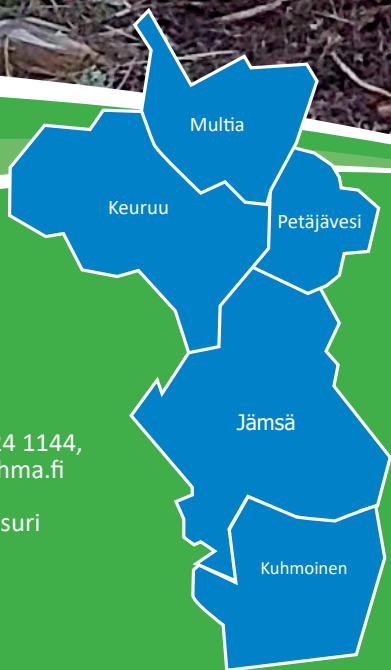 Multia
Keuruu
Petäjävesi
Jämsä
24 1144,
hma.fi
suri
Kuhmoinen